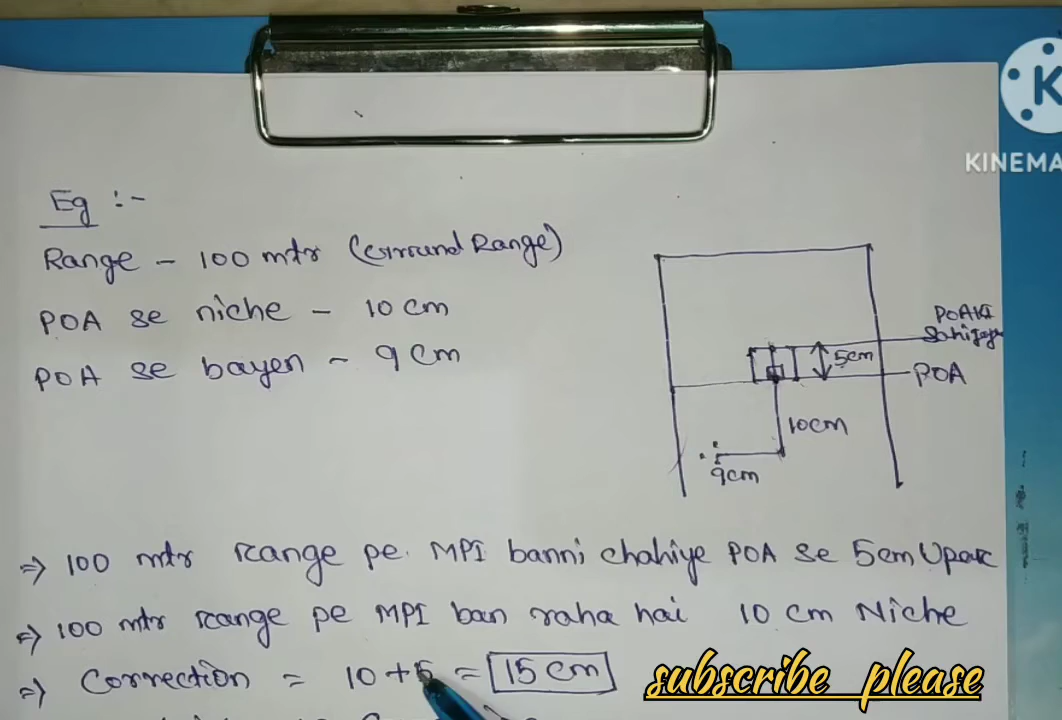 K
KINEMA
Eg :-
Range - 100 mtr (Ground Range)
POA se niche - 10 cm
POA se bayen - 9 cm
POA ki
Sahi
5cm
POA
10cm
9cm
=> 100 mtr range pe MPI banni chahiye POA se 5cm Upar
=> 100 mtr range pe MPI ban raha hai 10 cm Niche
=> Correction = 10+5 = 15 cm
subscribe please